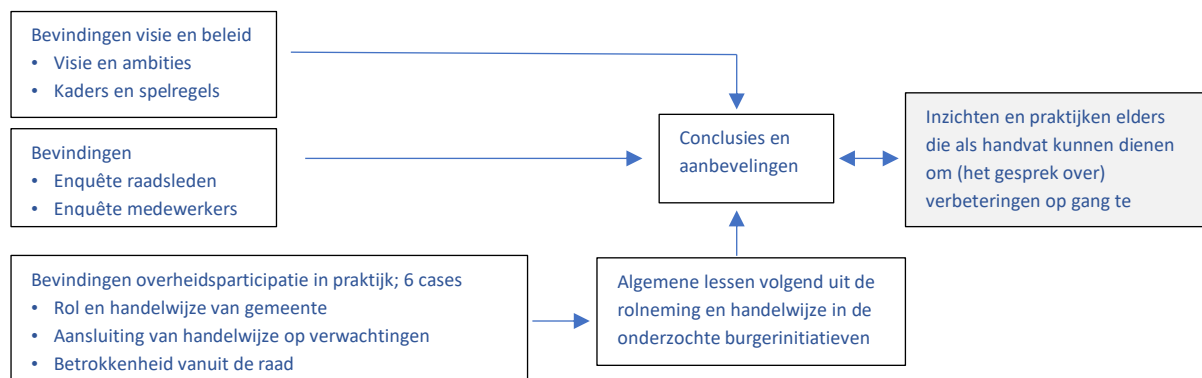 Bevindingen visie en beleid
• Visie en ambities
• Kaders en spelregels
Bevindingen
• Enquête raadsleden
• Enquête medewerkers
Bevindingen overheidsparticipatie in praktijk; 6 cases
• Rol en handelwijze van gemeente
• Aansluiting van handelwijze op verwachtingen
• Betrokkenheid vanuit de raad
Algemene lessen volgend uit de
rolneming en handelwijze in de
onderzochte burgerinitiatieven
Conclusies en
aanbevelingen
Inzichten en praktijken elders
die als handvat kunnen dienen
om (het gesprek over)
verbeteringen op gang te